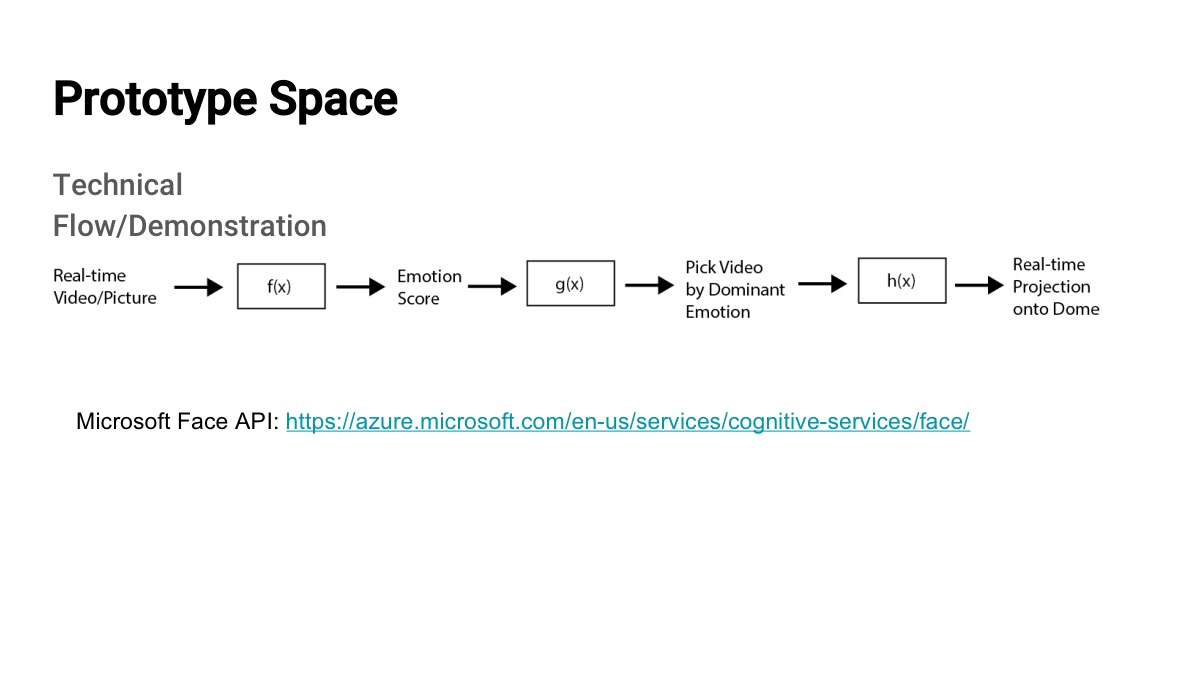 Prototype Space
Technical
Flow/Demonstration
Real-time
Video/Picture
f(x)
Emotion
Score
g(x)
Pick Video
by Dominant
Emotion
h(x)
Real-time
Projection
onto Dome
Microsoft Face API: https://azure.microsoft.com/en-us/services/cognitive-services/face/